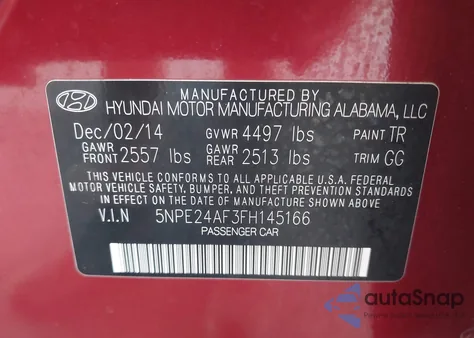 MANUFACTURED BY
HYUNDAI MOTOR MANUFACTURING ALABAMA, LLC
Dec/02/14 GVWR 4497 lbs PAINT TR
GAWR FRONT 2557 lbs GAWR REAR 2513 lbs TRIM GG
THIS VEHICLE CONFORMS TO ALL APPLICABLE U.S.A. FEDERAL
MOTOR VEHICLE SAFETY, BUMPER, AND THEFT PREVENTION STANDARDS
IN EFFECT ON THE DATE OF MANUFACTURE SHOWN ABOVE.
V.I.N 5NPE24AF3FH145166
PASSENGER CAR
autoSnap